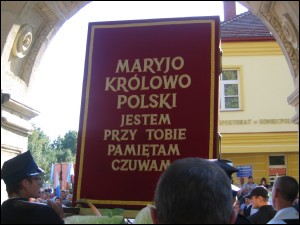 MARYJO
KRÓLOWO
POLSKI
JESTEM
PRZY TOBIE
PAMIĘTAM
CZUWAM